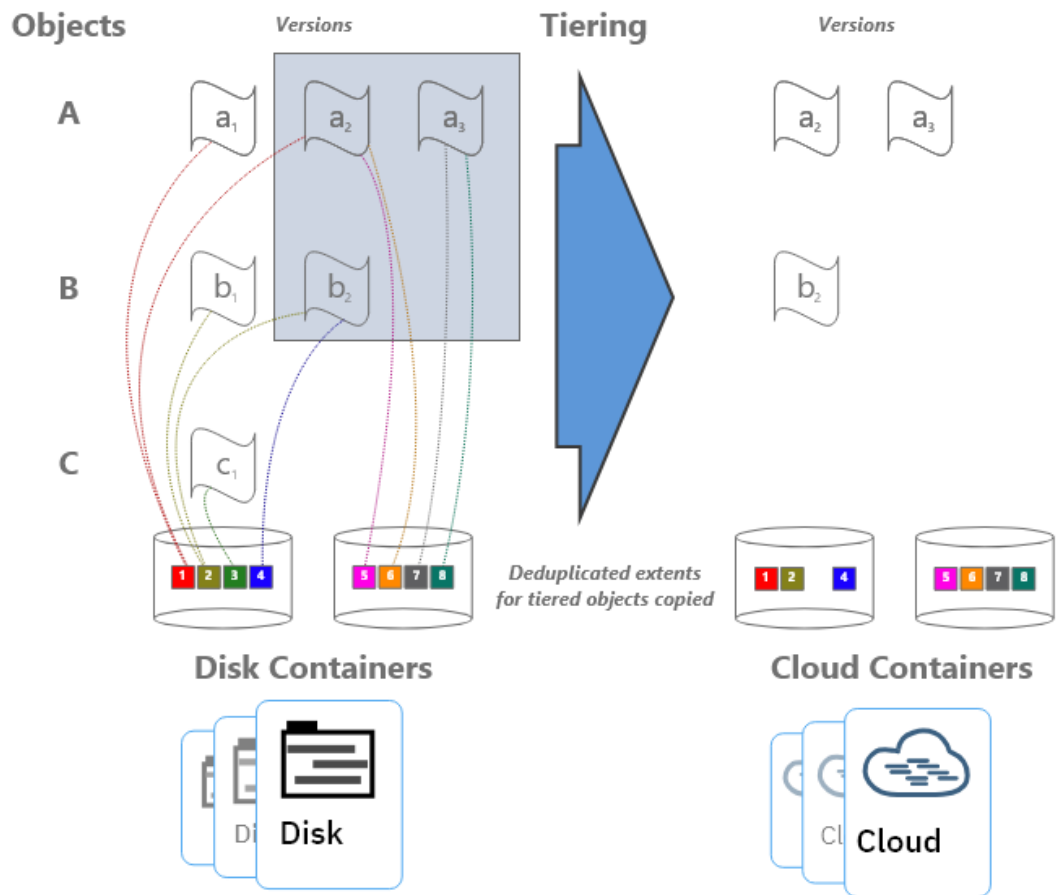 Objects
Versions
Tiering
Versions
A
a1
a2
a3
a2
a3
B
b1
b2
b2
C
c1
1 2 3 4
5 6 7 8
Deduplicated extents
for tiered objects copied
1 2 4
5 6 7 8
Disk Containers
Cloud Containers
Di
Disk
Cl
Cloud